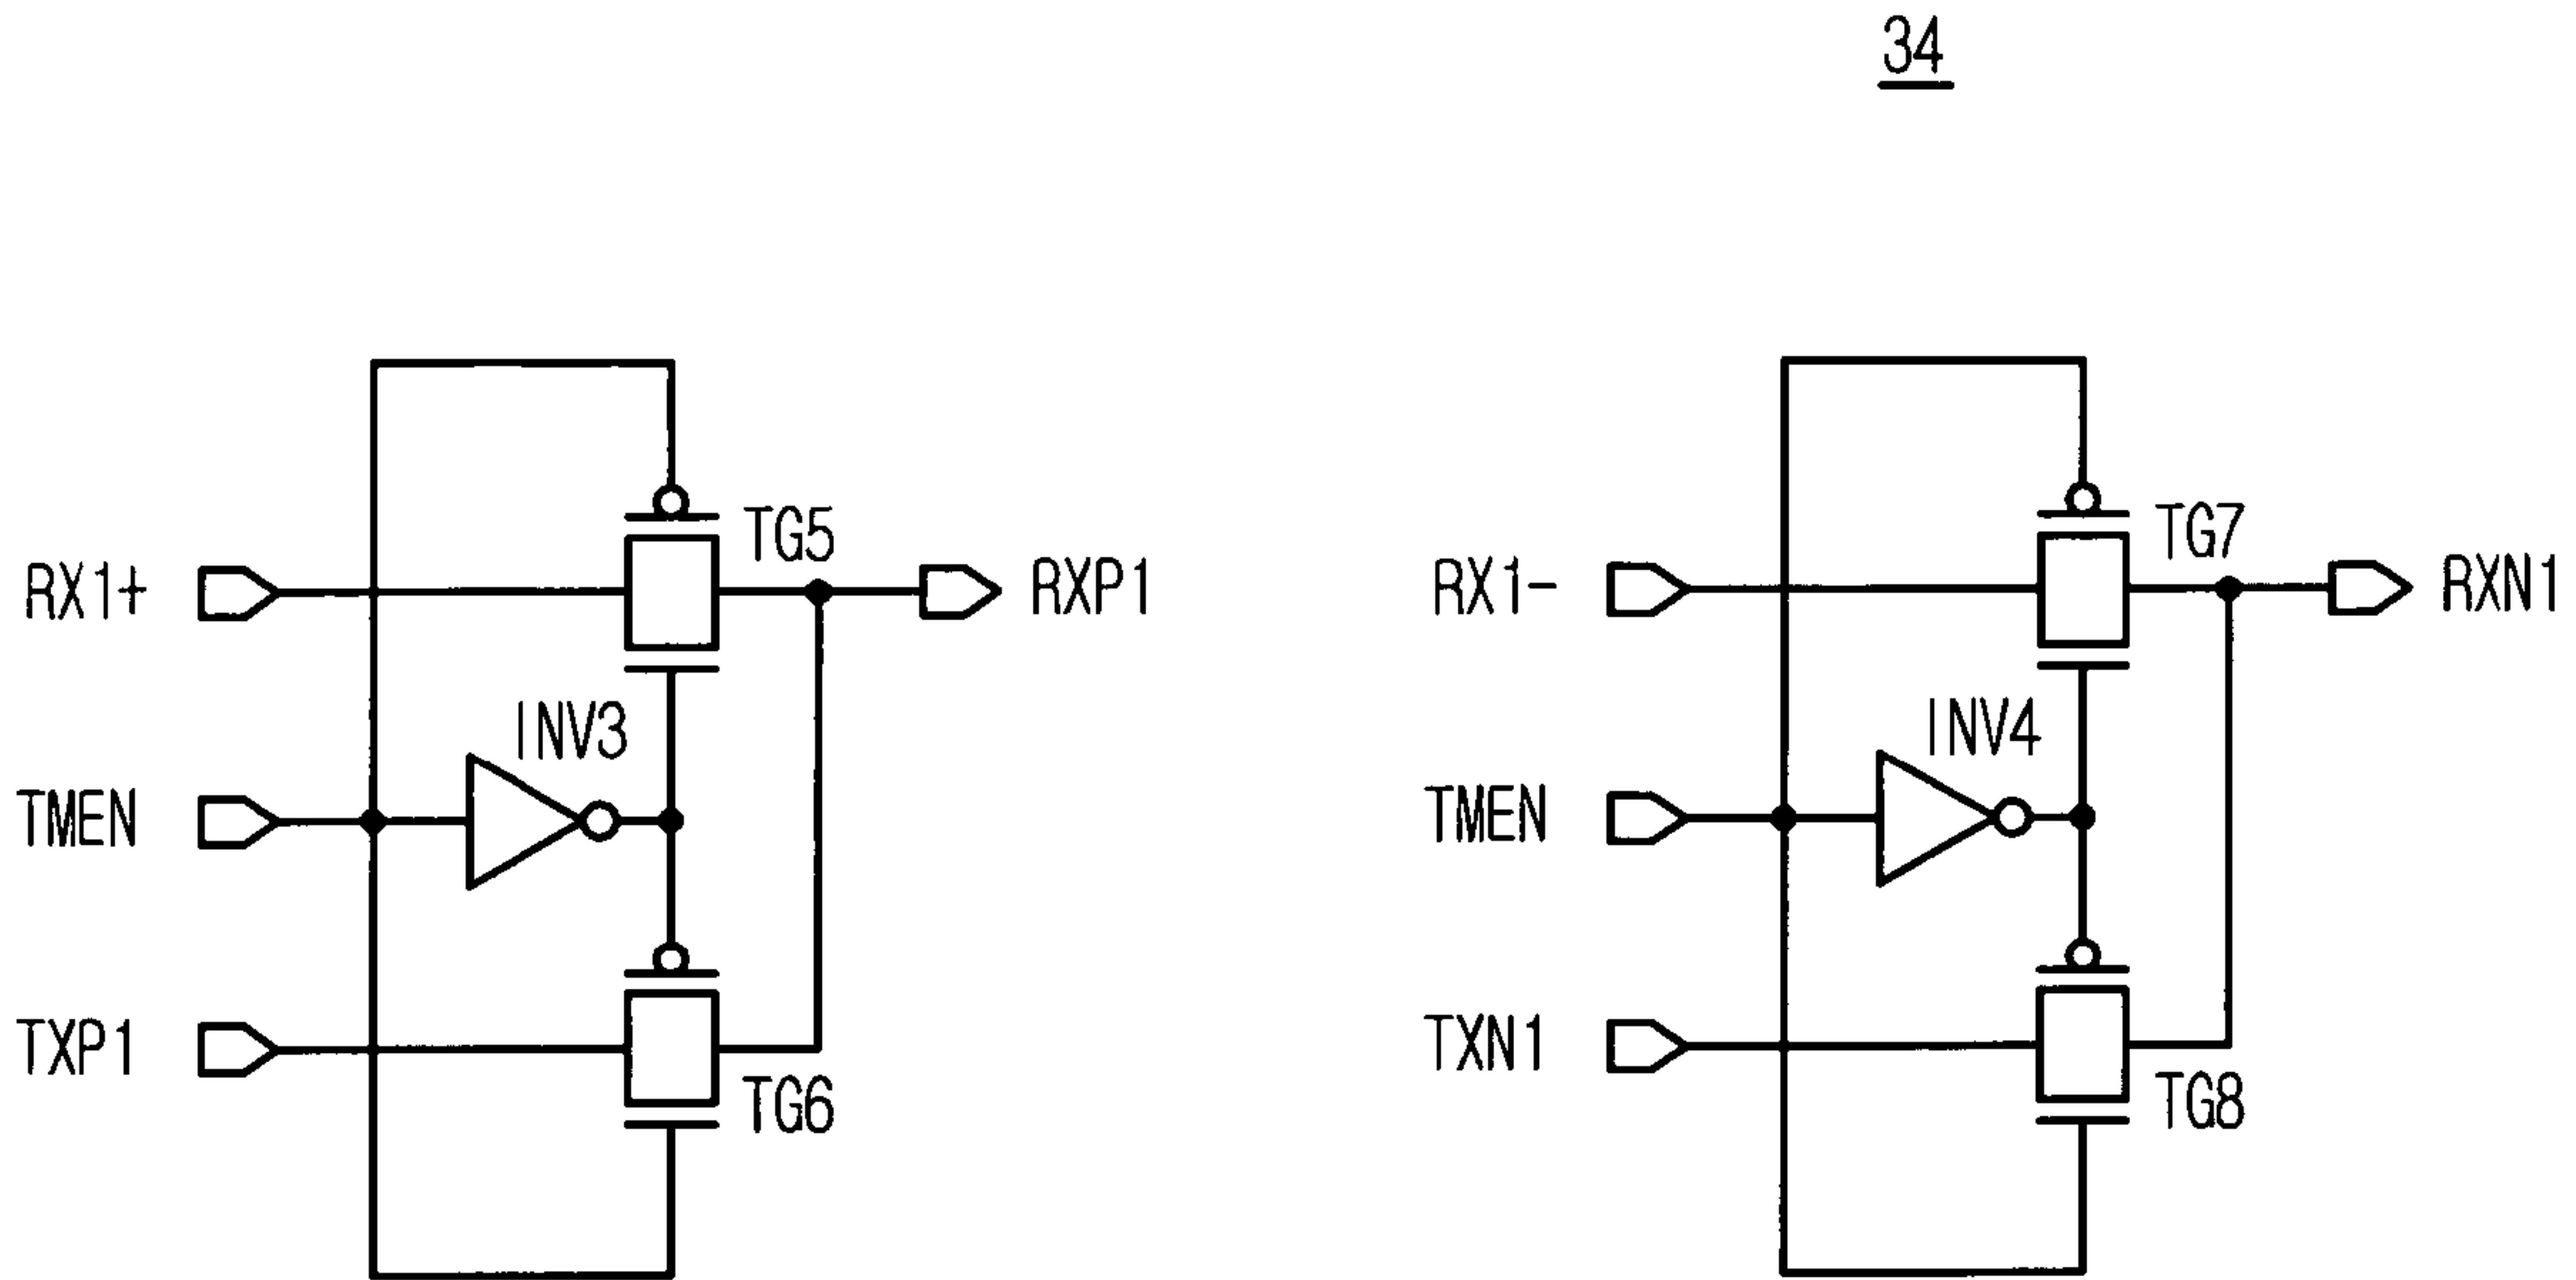 34
TG5
RX1+
RXP1
INV3
TMEN
TXP1
TG6
TG7
RX1-
RXN1
INV4
TMEN
TXN1
TG8